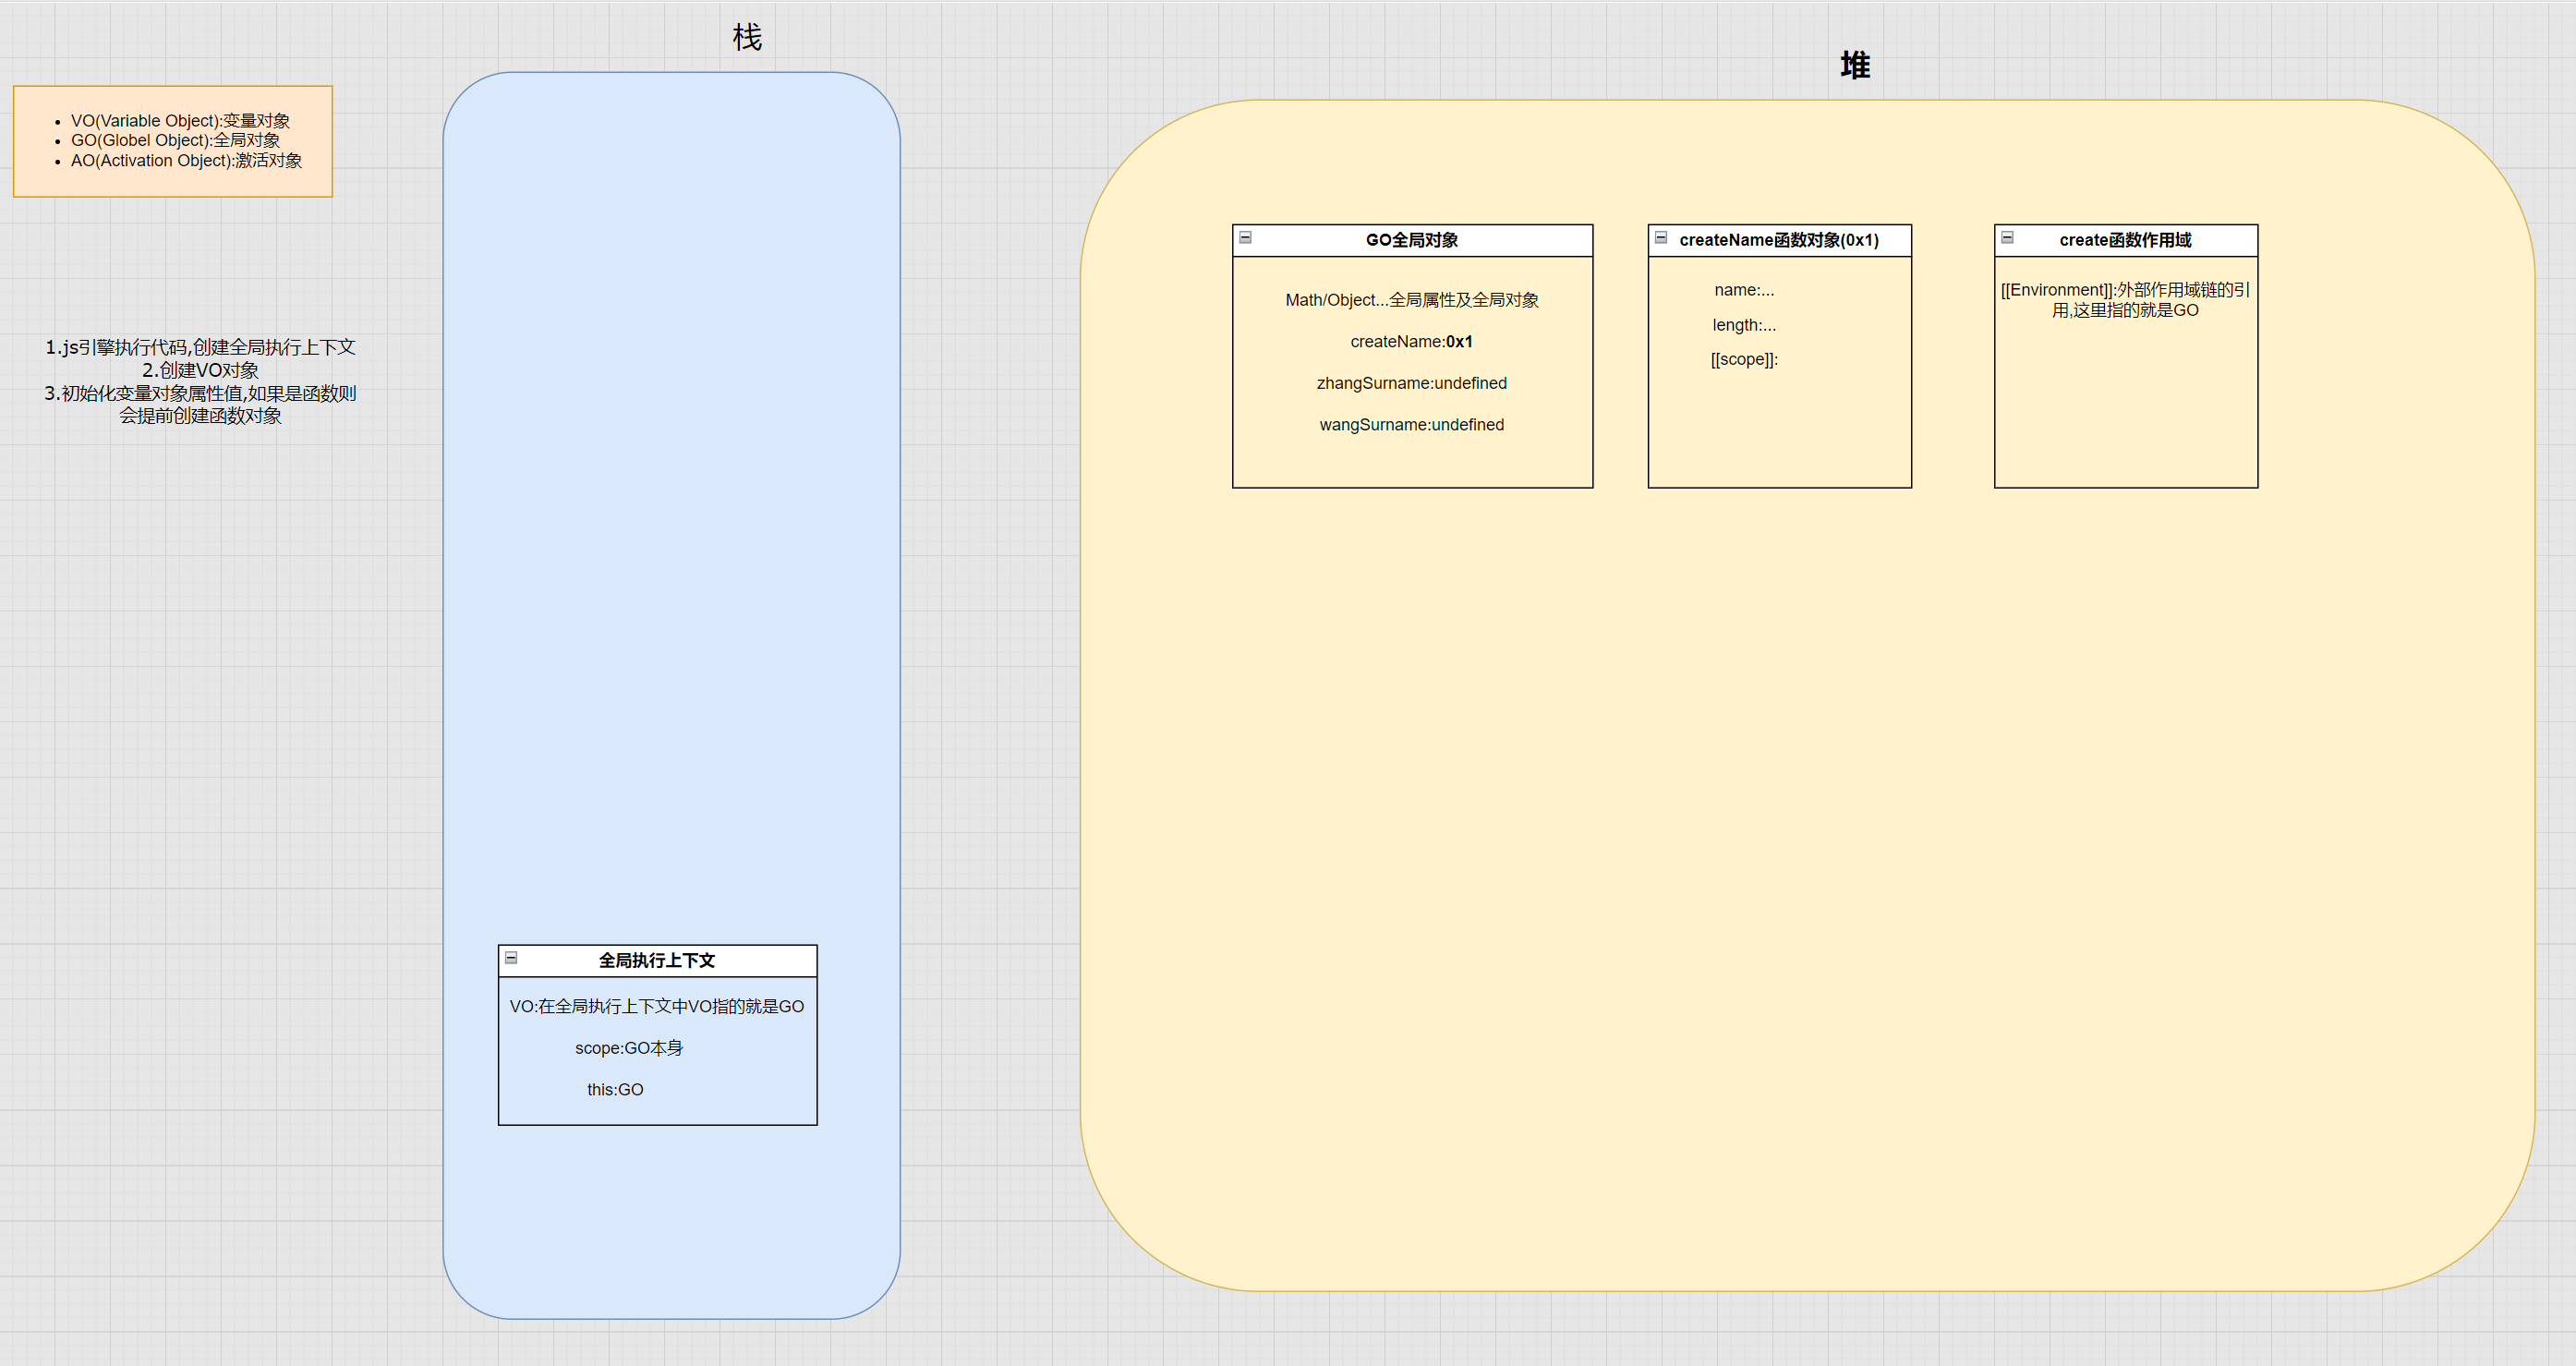 栈
堆
VO(Variable Object):变量对象
GO(Globel Object):全局对象
AO(Activation Object):激活对象
1.js引擎执行代码,创建全局执行上下文
2.创建VO对象
3.初始化变量对象属性值,如果是函数则
会提前创建函数对象
全局执行上下文
VO:在全局执行上下文中VO指的就是GO
scope:GO本身
this:GO
GO全局对象
Math/Object...全局属性及全局对象
createName:0x1
zhangSurname:undefined
wangSurname:undefined
createName函数对象(0x1)
name:...
length:...
[[scope]]:
create函数作用域
[[Environment]]:外部作用域链的引
用,这里指的就是GO